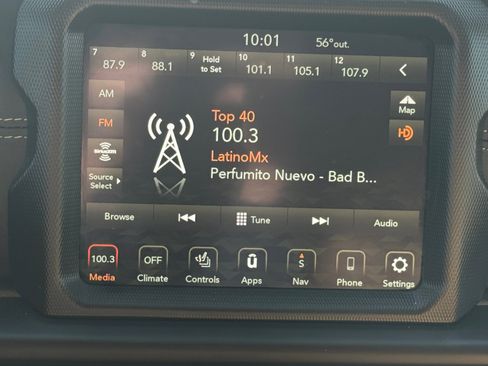 10:01 56°out.
7 87.9 8 88.1 9 Hold to Set 10 101.1 11 105.1 12 107.9
AM
FM
SiriusXM
Source
Select
Map
HD
Top 40
100.3
LatinoMx
Perfumito Nuevo - Bad B...
Browse Tune Audio
100.3 OFF ū S
Media Climate Controls Apps Nav Phone Settings